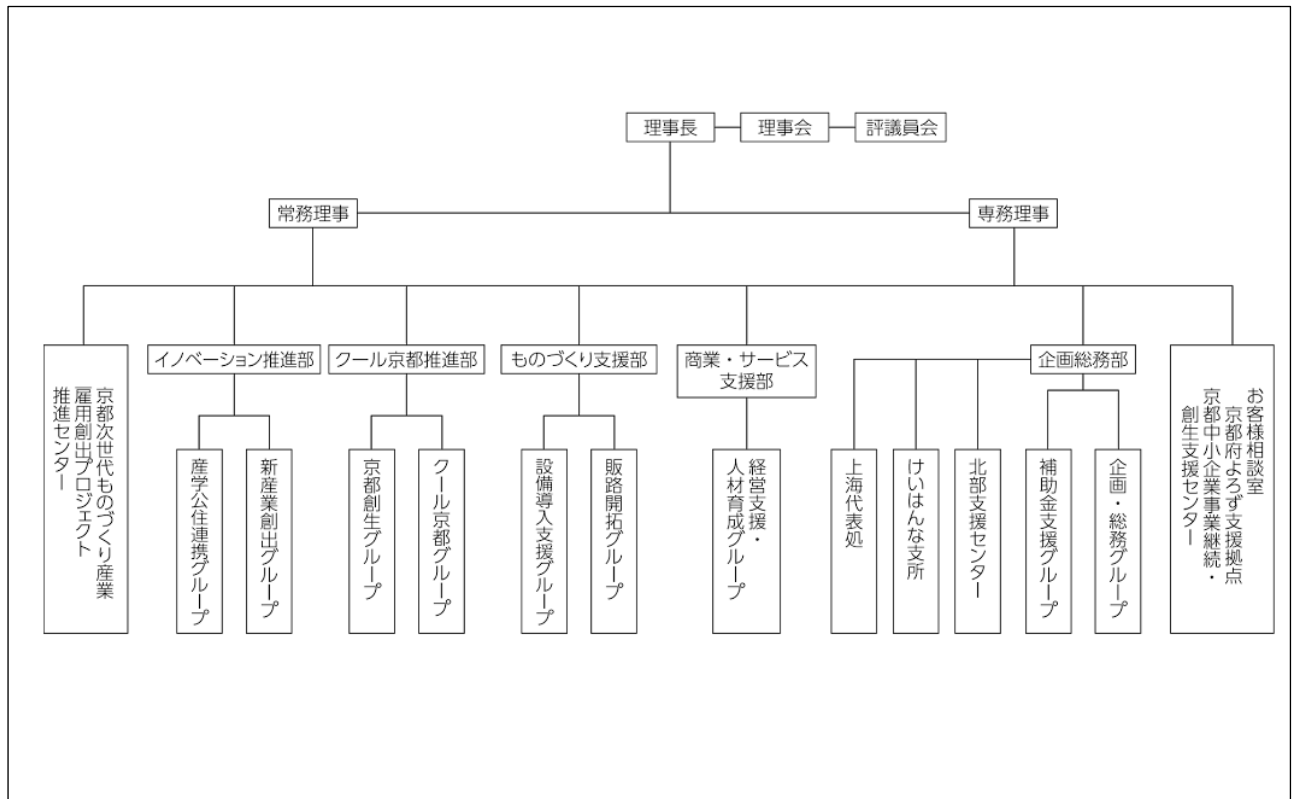 理事長
理事会
評議員会
常務理事
専務理事
イノベーション推進部
クール京都推進部
ものづくり支援部
商業・サービス
支援部
企画総務部
京都次世代ものづくり産業
雇用創出プロジェクト
推進センター
産学公住連携グループ
新産業創出グループ
京都創生グループ
クール京都グループ
設備導入支援グループ
販路開拓グループ
経営支援・
人材育成グループ
上海代表処
けいはんな支所
北部支援センター
補助金支援グループ
企画・総務グループ
お客様相談室
京都府よろず支援拠点
京都中小企業事業継続・
創生支援センター